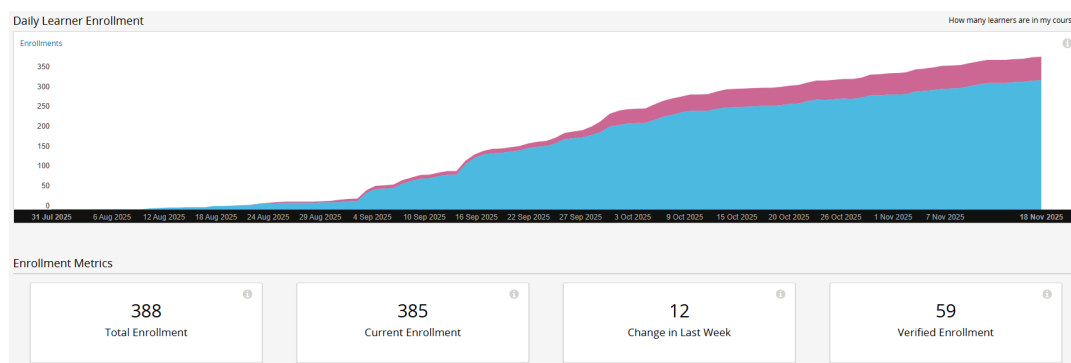 Daily Learner Enrollment
How many learners are in my cours
Enrollments
350
300
250
200
150
100
50
0
31 Jul 2025 6 Aug 2025 12 Aug 2025 18 Aug 2025 24 Aug 2025 29 Aug 2025 4 Sep 2025 10 Sep 2025 16 Sep 2025 22 Sep 2025 27 Sep 2025 3 Oct 2025 9 Oct 2025 15 Oct 2025 20 Oct 2025 26 Oct 2025 1 Nov 2025 7 Nov 2025 18 Nov 2025
Enrollment Metrics
388 385 12 59
Total Enrollment Current Enrollment Change in Last Week Verified Enrollment